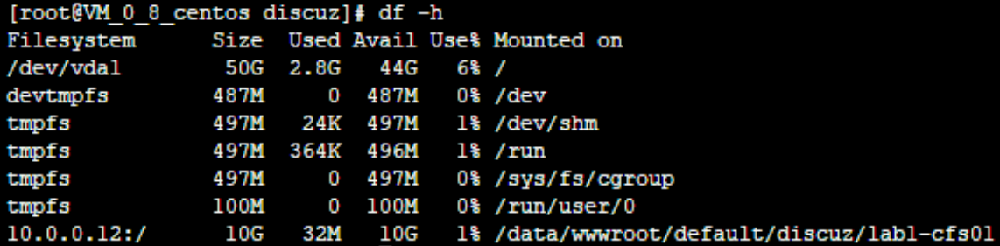 [root@VM_0_8_centos discuz]# df -h
Filesystem      Size  Used Avail Use% Mounted on
/dev/vda1        50G  2.8G   44G   6% /
devtmpfs        487M     0  487M   0% /dev
tmpfs           497M   24K  497M   1% /dev/shm
tmpfs           497M  364K  496M   1% /run
tmpfs           497M     0  497M   0% /sys/fs/cgroup
tmpfs           100M     0  100M   0% /run/user/0
10.0.0.12:/      10G   32M   10G   1% /data/wwwroot/default/discuz/lab1-cfs01